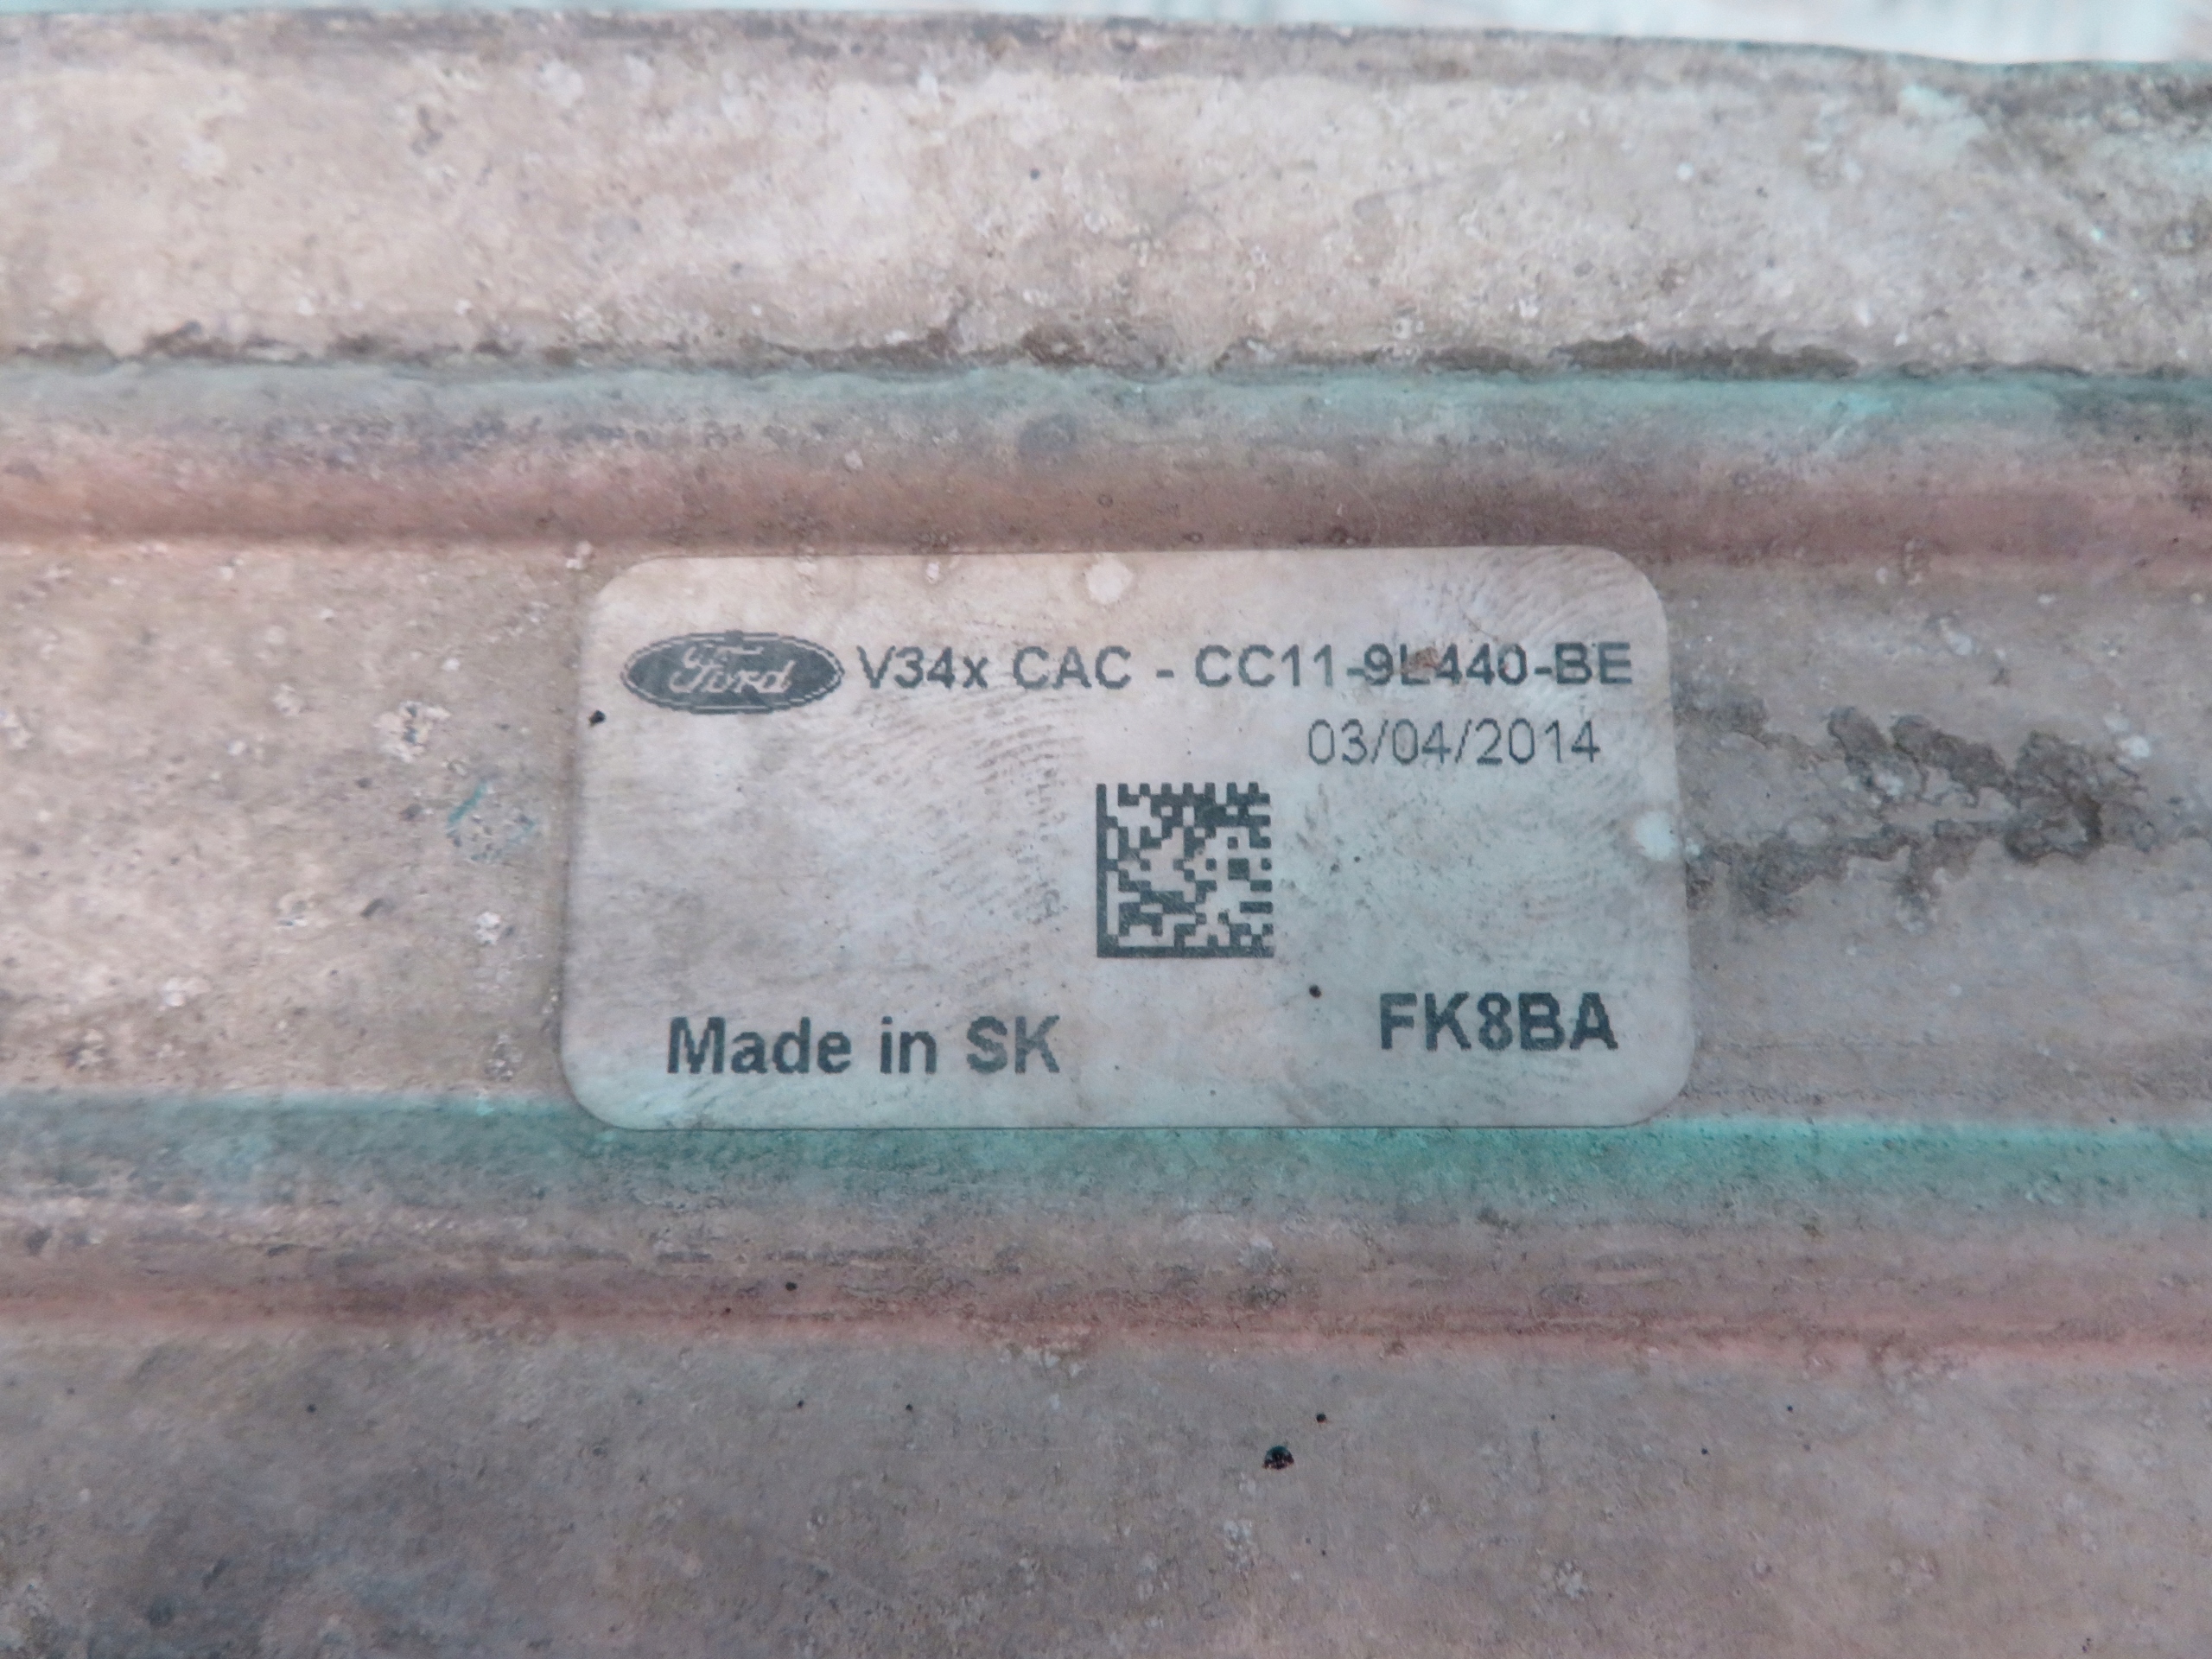 Ford V34x CAC - CC11-9L440-BE
03/04/2014
Made in SK
FK8BA